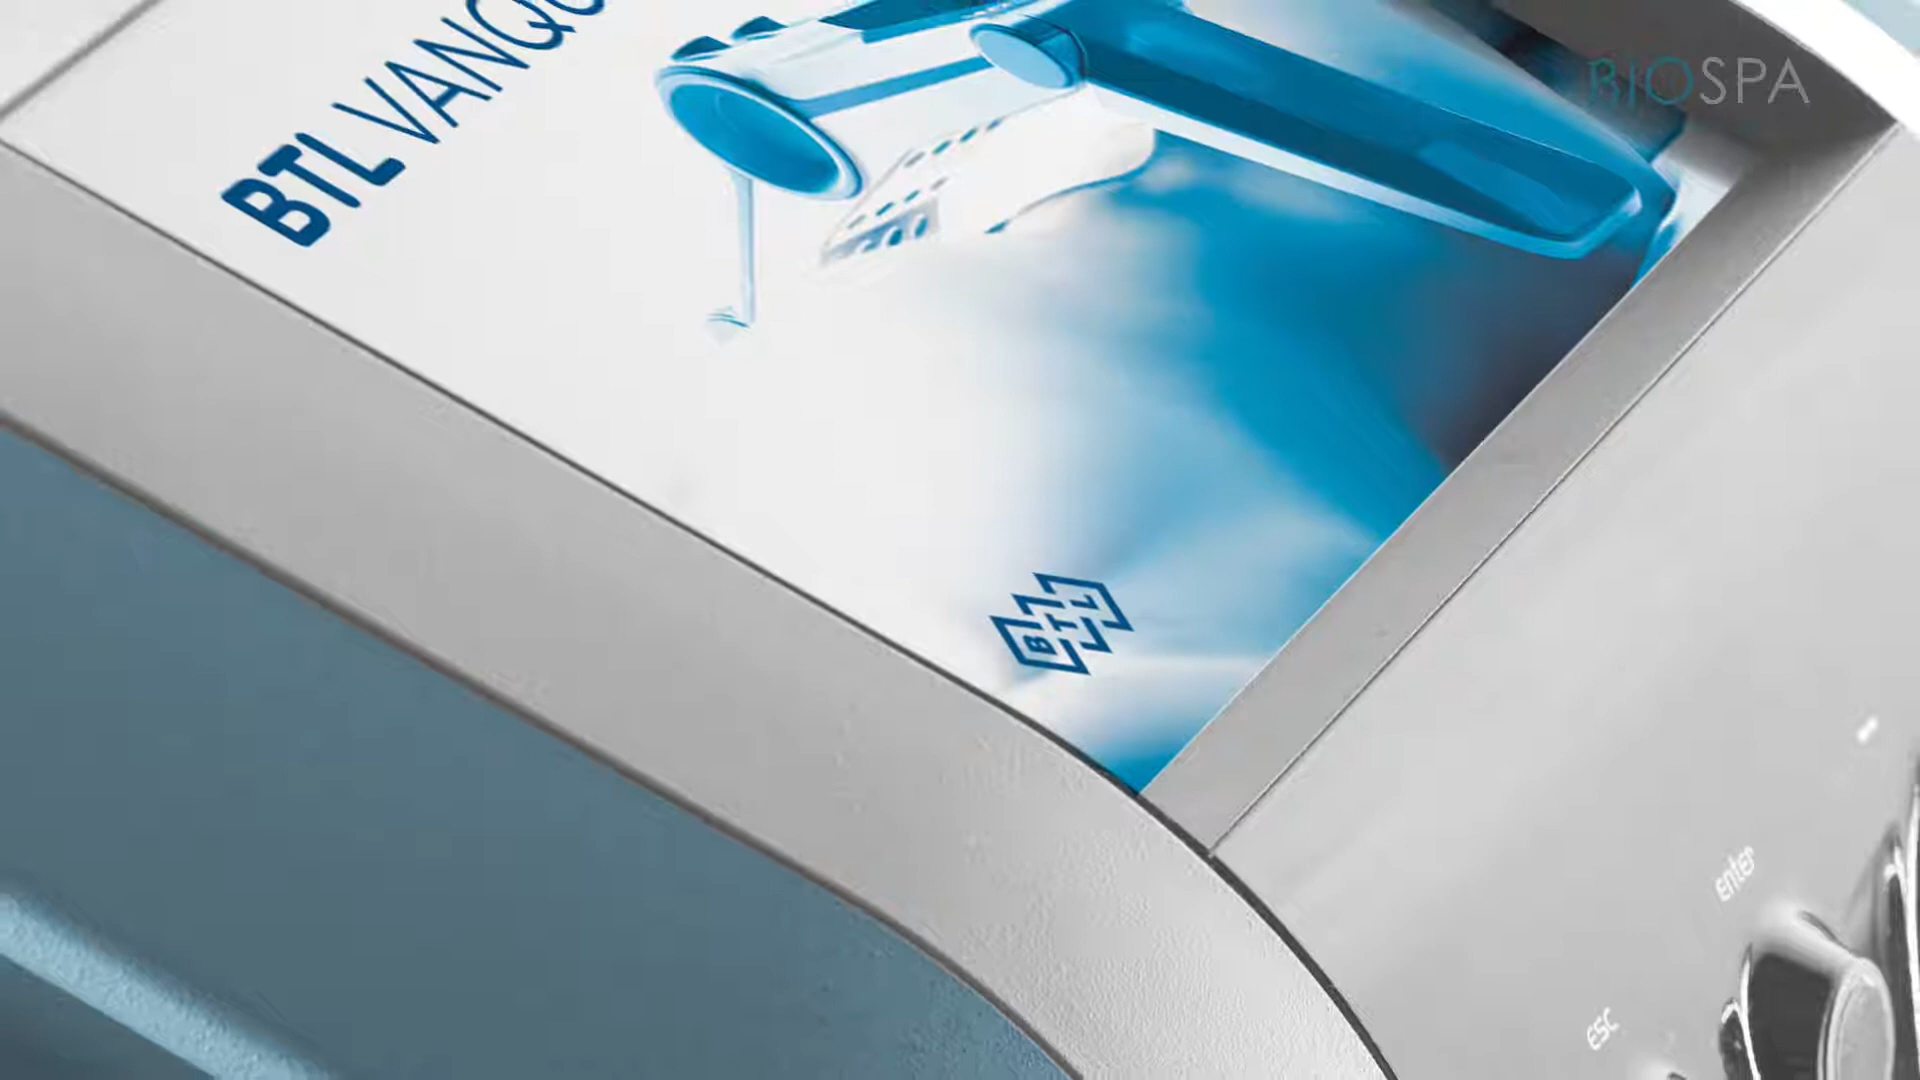 BIOSPA
BTL VANQU
BTL
enter
esc